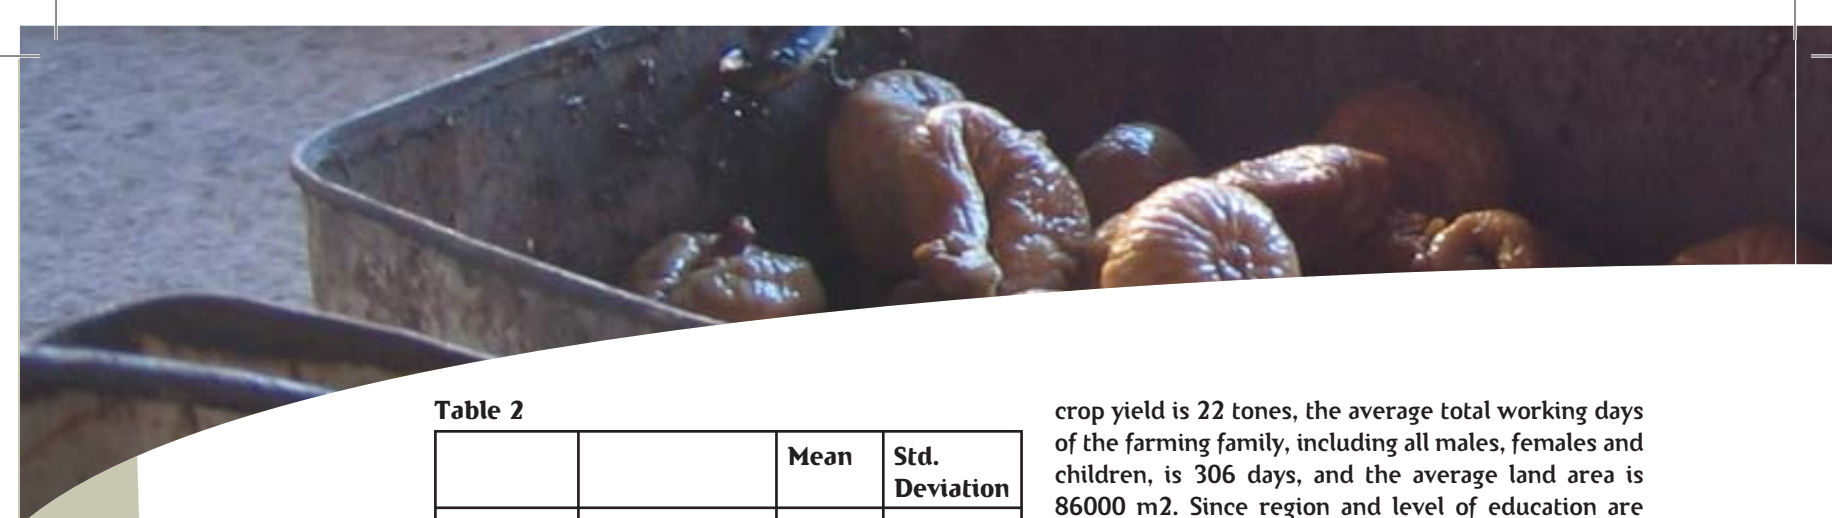 Table 2
Mean
Std.
Deviation
crop yield is 22 tones, the average total working days
of the farming family, including all males, females and
children, is 306 days, and the average land area is
86000 m2. Since region and level of education are